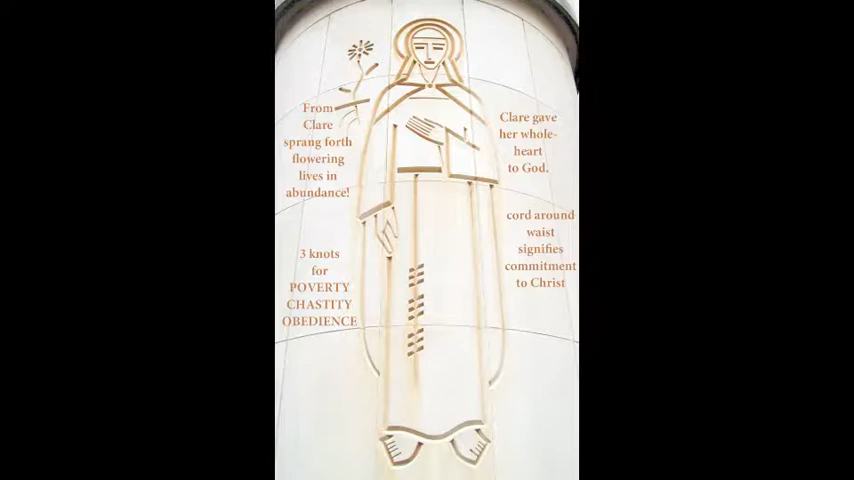 From
Clare
sprang forth
flowering
lives in
abundance!
Clare gave
her whole-
heart
to God.
cord around
waist
signifies
commitment
to Christ
3 knots
for
POVERTY
CHASTITY
OBEDIENCE